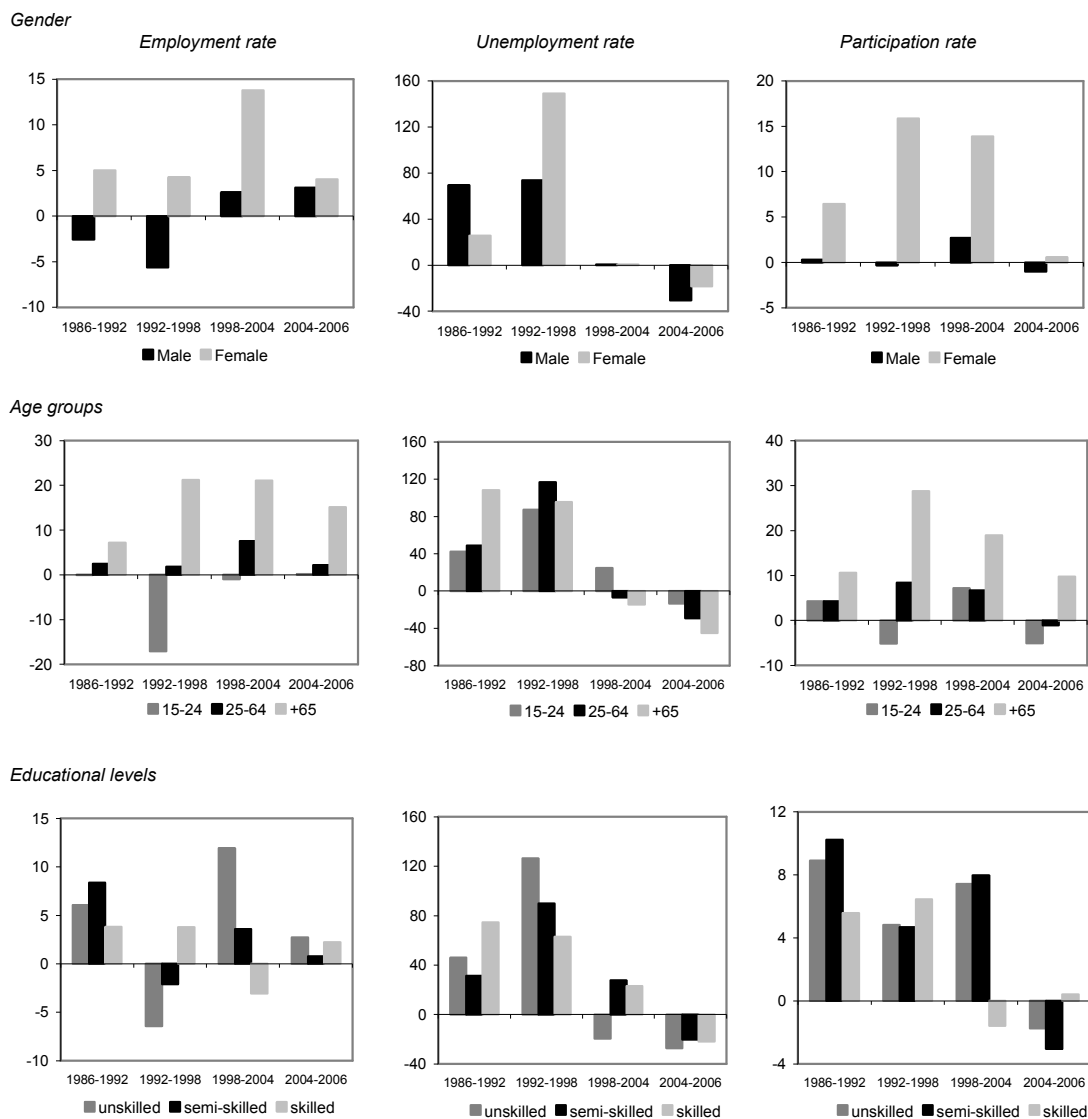 Gender
Employment rate Unemployment rate Participation rate
15
10
5
0
-5
-10
1986-1992 1992-1998 1998-2004 2004-2006
Male Female
160
120
80
40
0
-40
1986-1992 1992-1998 1998-2004 2004-2006
Male Female
20
15
10
5
0
-5
1986-1992 1992-1998 1998-2004 2004-2006
Male Female
Age groups
30
20
10
0
-10
-20
1986-1992 1992-1998 1998-2004 2004-2006
15-24 25-64 +65
160
120
80
40
0
-40
-80
1986-1992 1992-1998 1998-2004 2004-2006
15-24 25-64 +65
40
30
20
10
0
-10
1986-1992 1992-1998 1998-2004 2004-2006
15-24 25-64 +65
Educational levels
15
10
5
0
-5
-10
1986-1992 1992-1998 1998-2004 2004-2006
unskilled semi-skilled skilled
160
120
80
40
0
-40
1986-1992 1992-1998 1998-2004 2004-2006
unskilled semi-skilled skilled
12
8
4
0
-4
1986-1992 1992-1998 1998-2004 2004-2006
unskilled semi-skilled skilled